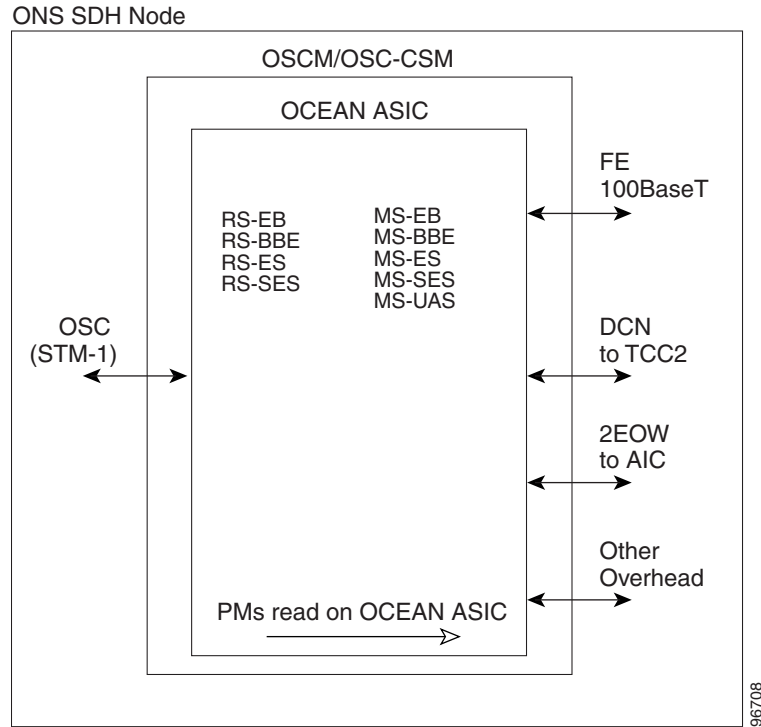 ONS SDH Node
OSCM/OSC-CSM
OCEAN ASIC
FE
100BaseT
RS-EB
RS-BBE
RS-ES
RS-SES
MS-EB
MS-BBE
MS-ES
MS-SES
MS-UAS
OSC
(STM-1)
DCN
to TCC2
2EOW
to AIC
Other
Overhead
PMs read on OCEAN ASIC
96708